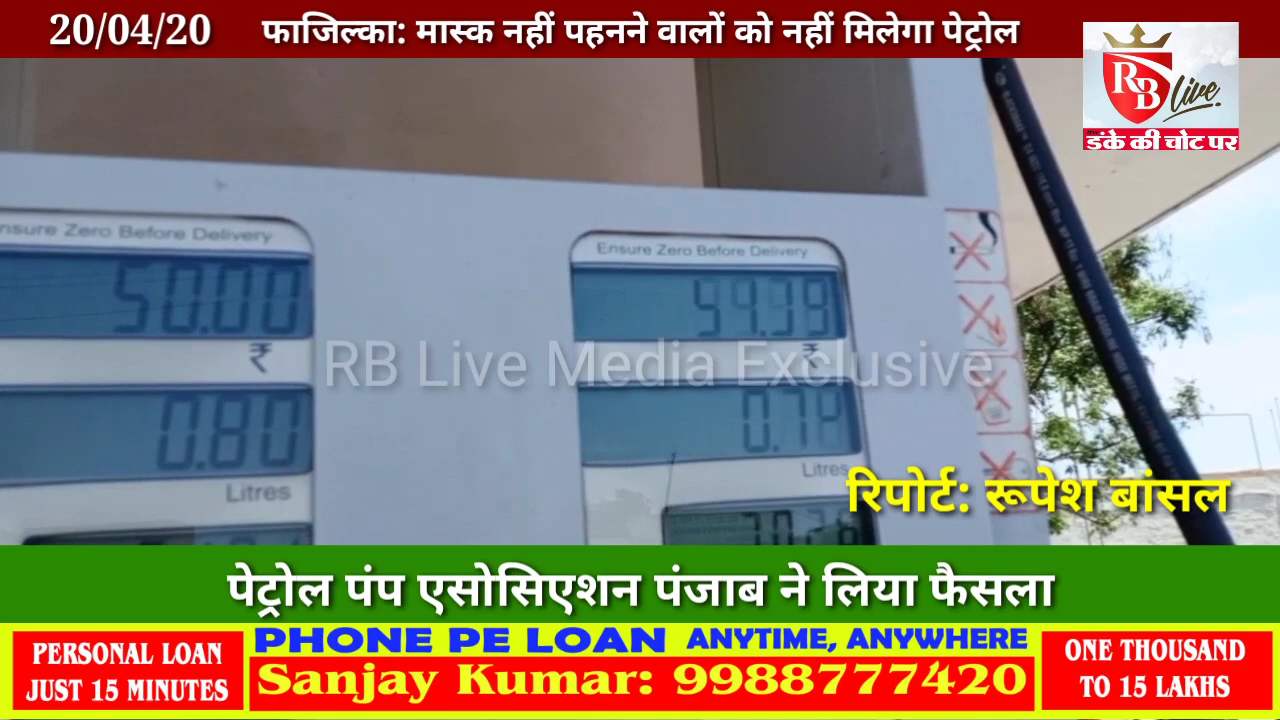 20/04/20 फाजिल्का: मास्क नहीं पहनने वालों को नहीं मिलेगा पेट्रोल
RB Live
डंके की चोट पर
Ensure Zero Before Delivery
Ensure Zero Before Delivery
50.00
₹
0.80
0.78
Litres
Litres
RB Live Media Exclusive
रिपोर्ट: रूपेश बांसल
पेट्रोल पंप एसोसिएशन पंजाब ने लिया फैसला
PERSONAL LOAN
JUST 15 MINUTES
PHONE PE LOAN ANYTIME, ANYWHERE
Sanjay Kumar: 9988777420
ONE THOUSAND
TO 15 LAKHS